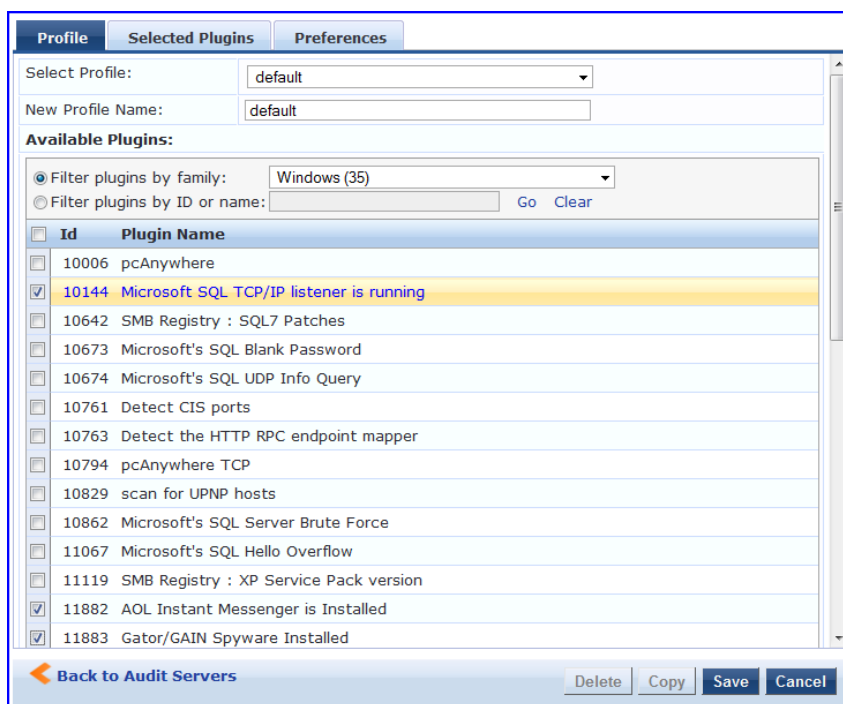 Profile Selected Plugins Preferences
Select Profile: default
New Profile Name: default
Available Plugins:
Filter plugins by family: Windows (35)
Filter plugins by ID or name: Go Clear
Id Plugin Name
10006 pcAnywhere
10144 Microsoft SQL TCP/IP listener is running
10642 SMB Registry : SQL7 Patches
10673 Microsoft's SQL Blank Password
10674 Microsoft's SQL UDP Info Query
10761 Detect CIS ports
10763 Detect the HTTP RPC endpoint mapper
10794 pcAnywhere TCP
10829 scan for UPNP hosts
10862 Microsoft's SQL Server Brute Force
11067 Microsoft's SQL Hello Overflow
11119 SMB Registry : XP Service Pack version
11882 AOL Instant Messenger is Installed
11883 Gator/GAIN Spyware Installed
Back to Audit Servers Delete Copy Save Cancel